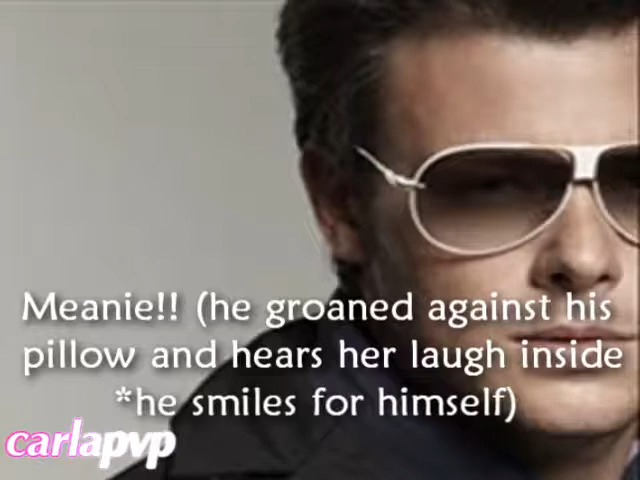 Meanie!! (he groaned against his
pillow and hears her laugh inside
*he smiles for himself)
carlapvp